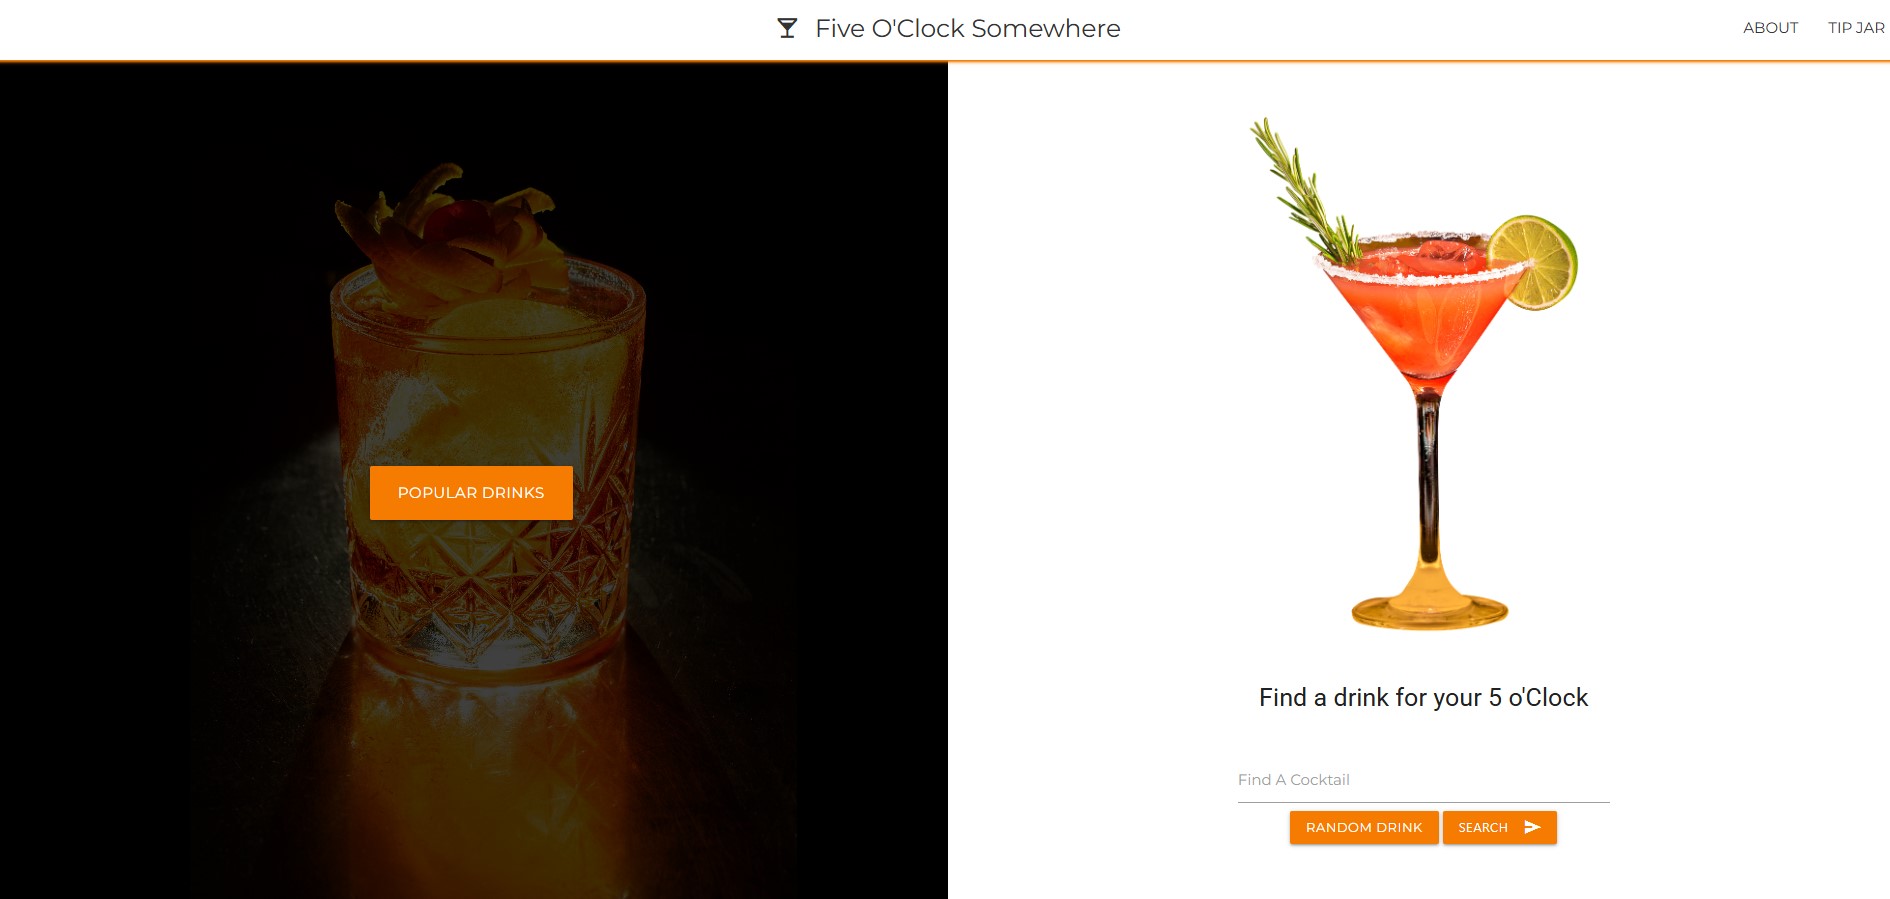 Five O'Clock Somewhere
ABOUT
TIP JAR
POPULAR DRINKS
Find a drink for your 5 o'Clock
Find A Cocktail
RANDOM DRINK
SEARCH